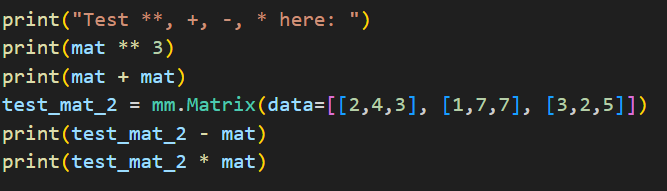 print("Test **, +, -, * here: ")
print(mat ** 3)
print(mat + mat)
test_mat_2 = mm.Matrix(data=[[2,4,3], [1,7,7], [3,2,5]])
print(test_mat_2 - mat)
print(test_mat_2 * mat)